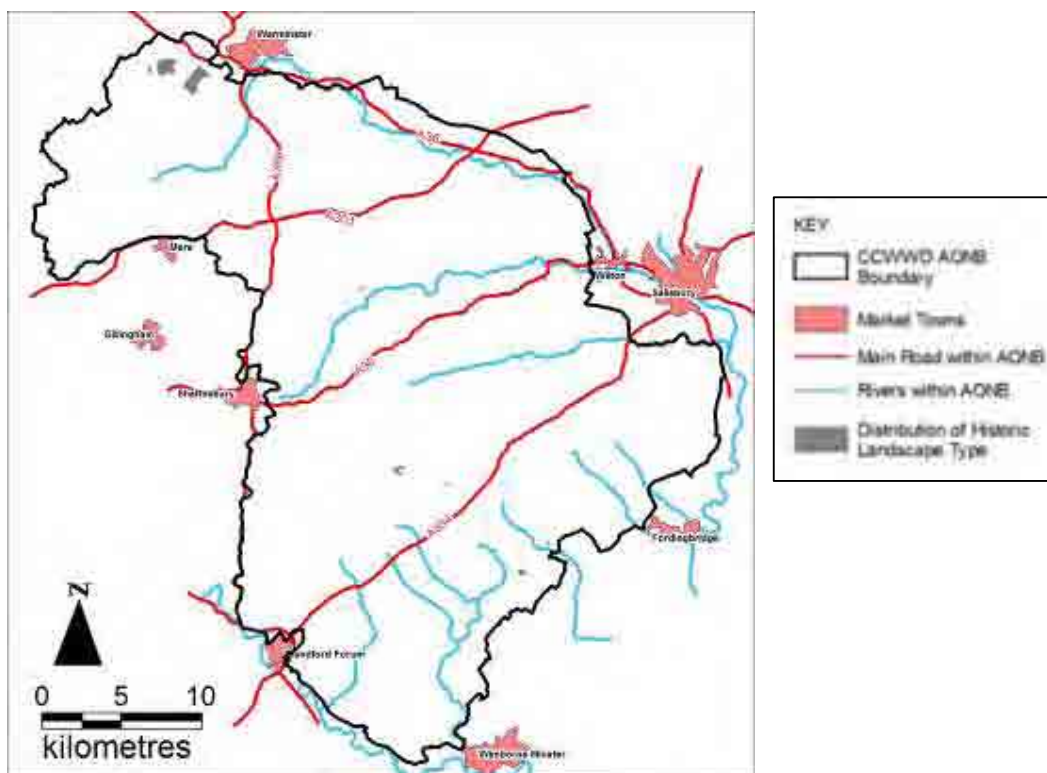 Warminster
A36
A350
A303
Mere
Wilton
Salisbury
Gillingham
A30
Shaftesbury
A354
Fordingbridge
N
Blandford Forum
0 5 10
kilometres
Wimborne Minster
KEY
CCWWD AONB
Boundary
Market Towns
Main Road within AONB
Rivers within AONB
Distribution of Historic
Landscape Type